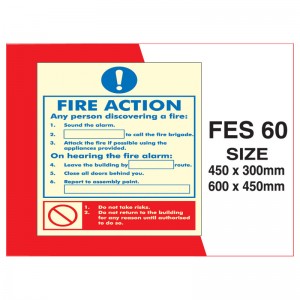 !
FIRE ACTION
Any person discovering a fire:
1. Sound the alarm.
2. to call the fire brigade.
3. Attack the fire if possible using the
appliances provided.
On hearing the fire alarm:
4. Leave the building by route.
5. Close all doors behind you.
6. Report to assembly point.
1. Do not take risks.
2. Do not return to the building
for any reason until authorised
to do so.
FES 60
SIZE
450 x 300mm
600 x 450mm